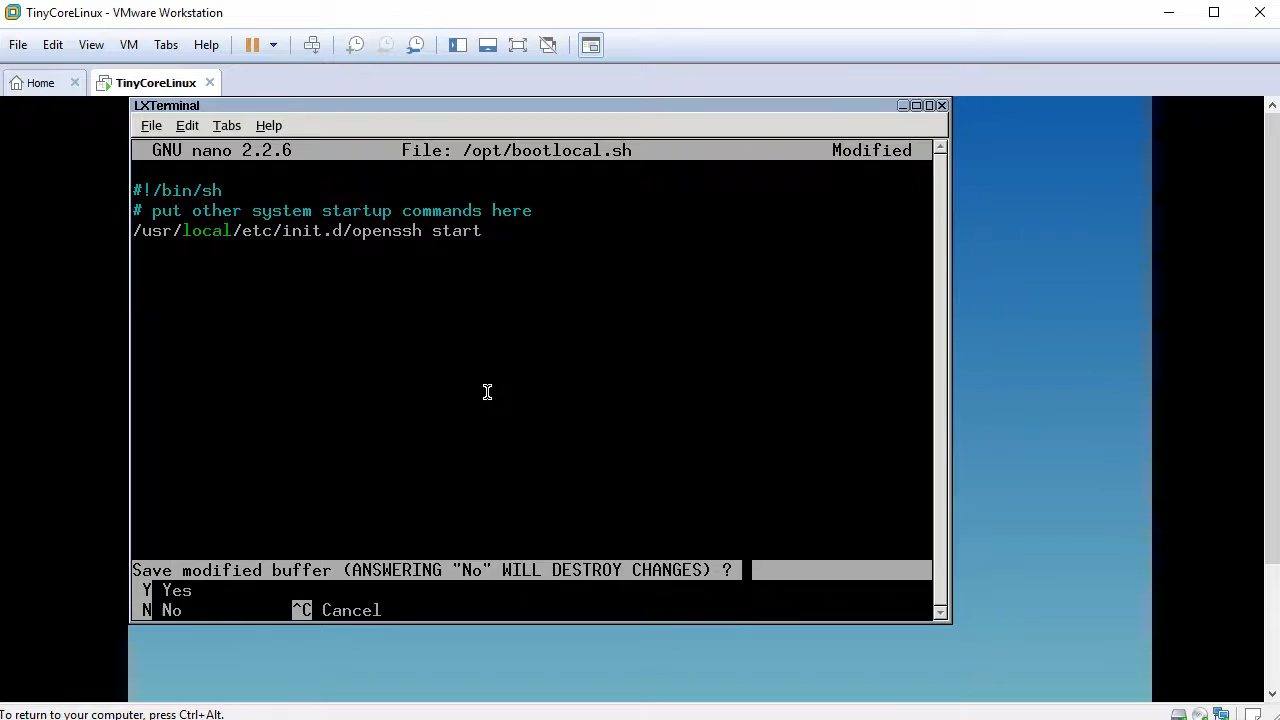 TinyCoreLinux - VMware Workstation
File Edit View VM Tabs Help
Home TinyCoreLinux
LXTerminal
File Edit Tabs Help
GNU nano 2.2.6 File: /opt/bootlocal.sh Modified
#!/bin/sh
# put other system startup commands here
/usr/local/etc/init.d/openssh start
Save modified buffer (ANSWERING "No" WILL DESTROY CHANGES) ?
Y Yes
N No ^C Cancel
To return to your computer, press Ctrl+Alt.